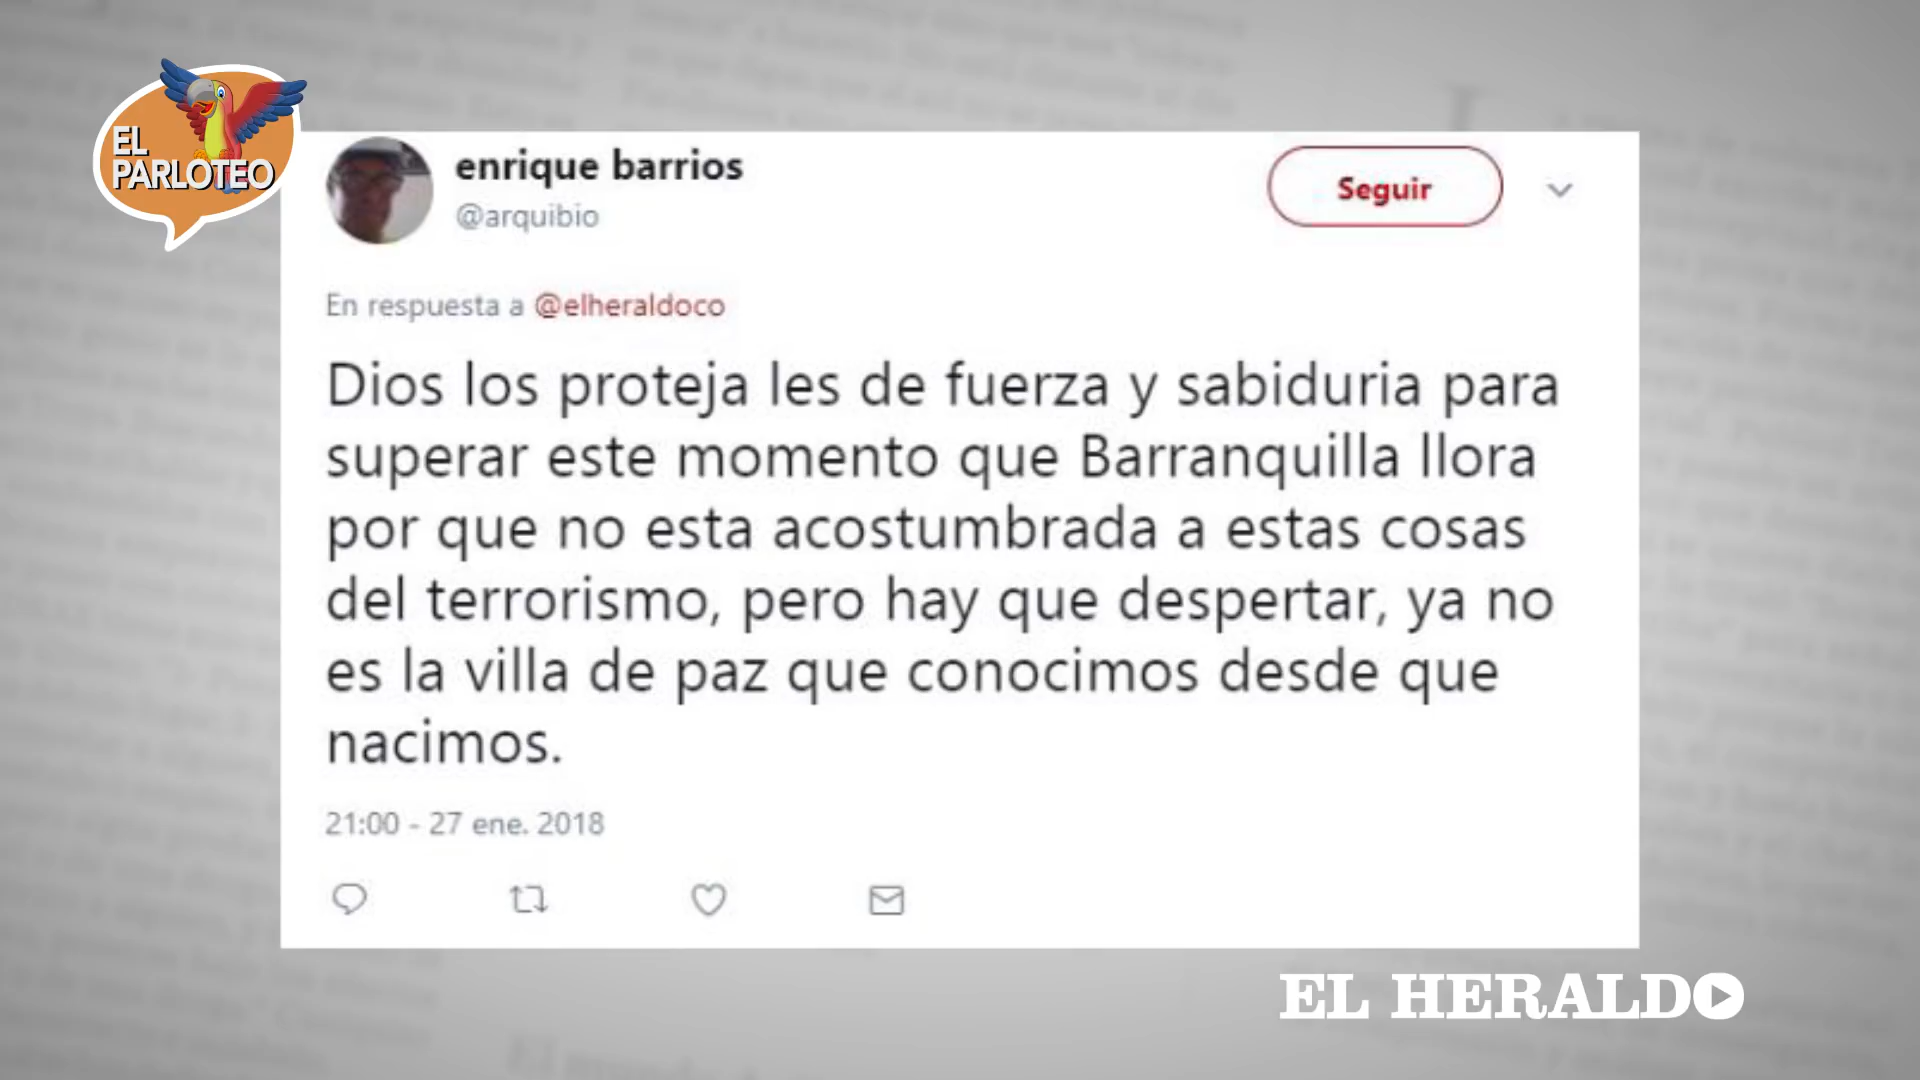 EL
PARLOTEO
enrique barrios
@arquibio
Seguir
En respuesta a @elheraldoco
Dios los proteja les de fuerza y sabiduria para
superar este momento que Barranquilla llora
por que no esta acostumbrada a estas cosas
del terrorismo, pero hay que despertar, ya no
es la villa de paz que conocimos desde que
nacimos.
21:00 - 27 ene. 2018
EL HERALDO